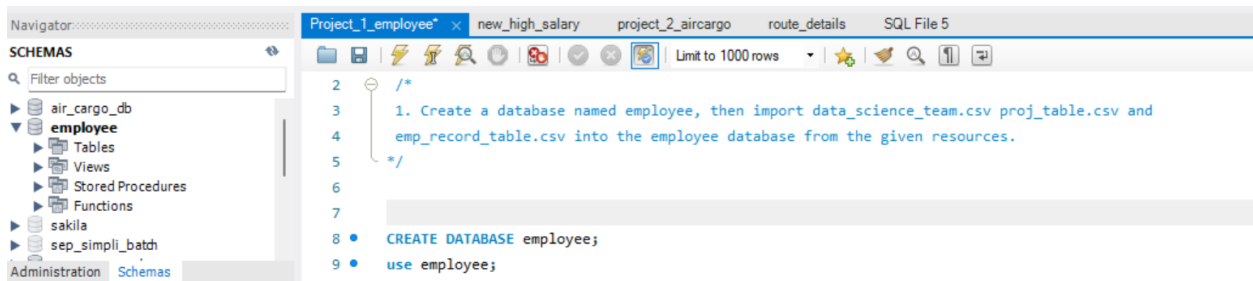 Navigator
SCHEMAS
Filter objects
air_cargo_db
employee
Tables
Views
Stored Procedures
Functions
sakila
sep_simpli_batch
Administration Schemas
Project_1_employee* × new_high_salary project_2_aircargo route_details SQL File 5
Limit to 1000 rows
2 /*
3 1. Create a database named employee, then import data_science_team.csv proj_table.csv and
4 emp_record_table.csv into the employee database from the given resources.
5 */
6
7
8 CREATE DATABASE employee;
9 use employee;